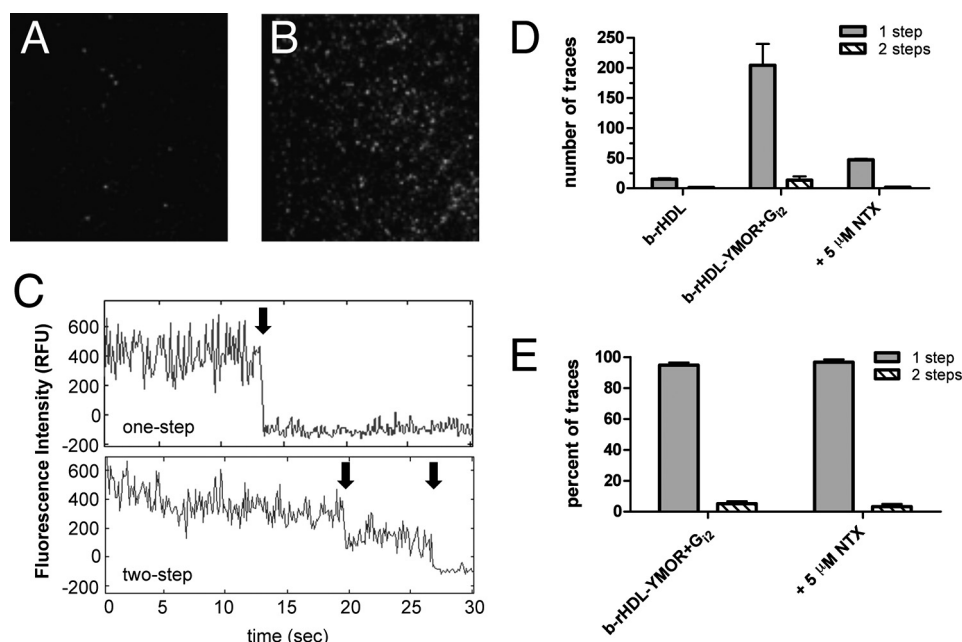 A
B
C
Fluorescence Intensity (RFU)
600
400
200
0
-200
one-step
600
400
200
0
-200
two-step
0
5
10
15
20
25
30
time (sec)
D
number of traces
250
200
150
100
50
0
1 step
2 steps
b-rHDL
b-rHDL-YMOR+Gi2
+ 5 µM NTX
E
percent of traces
100
80
60
40
20
0
1 step
2 steps
b-rHDL-YMOR+Gi2
+ 5 µM NTX